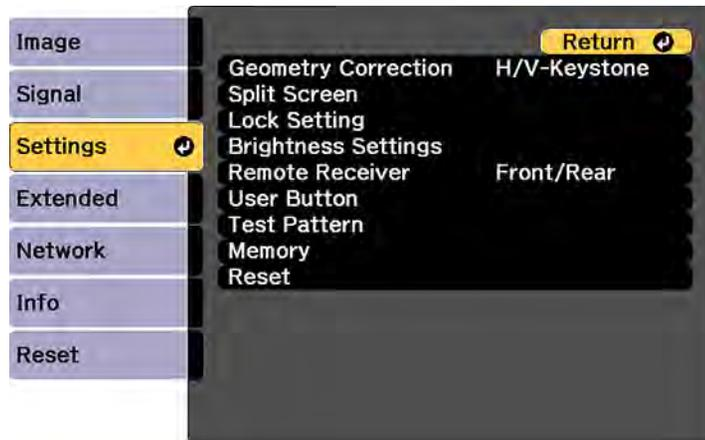 Image
Signal
Settings
Extended
Network
Info
Reset
Return
Geometry Correction H/V-Keystone
Split Screen
Lock Setting
Brightness Settings
Remote Receiver Front/Rear
User Button
Test Pattern
Memory
Reset